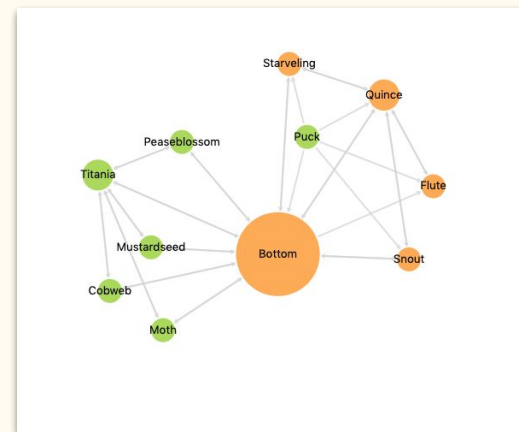 Starveling
Quince
Puck
Peaseblossom
Titania
Flute
Mustardseed
Bottom
Snout
Cobweb
Moth